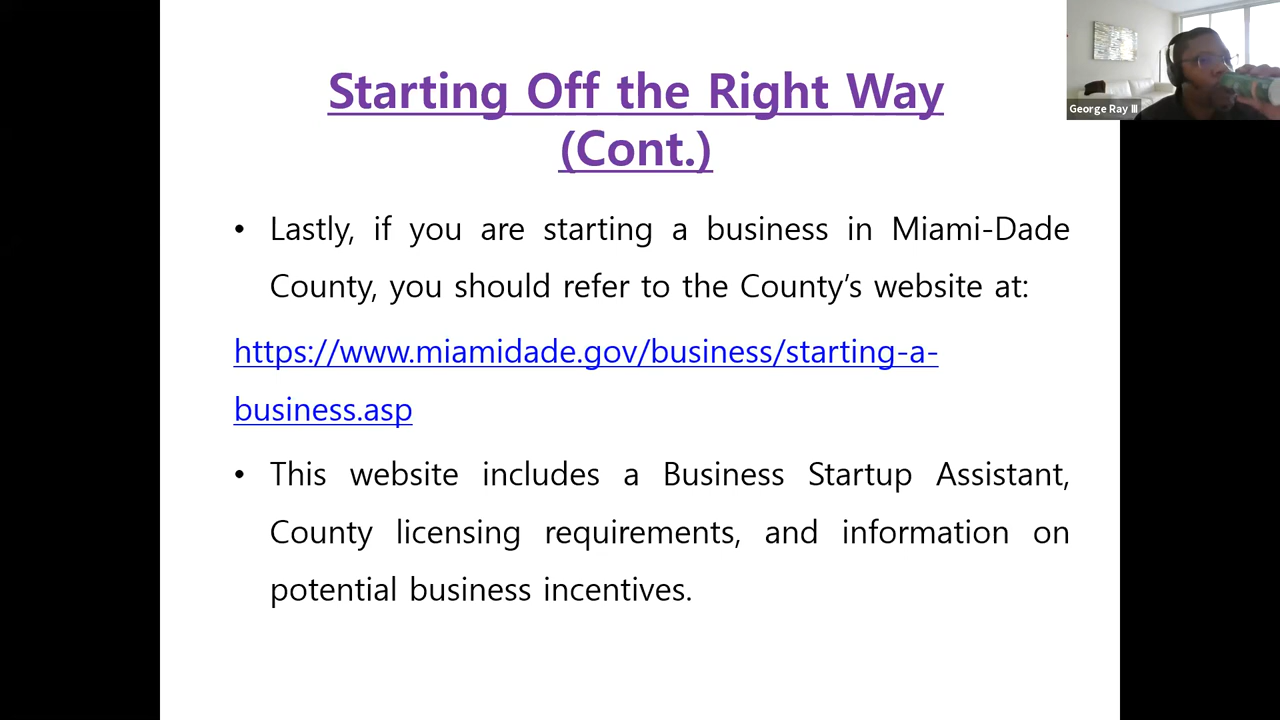 Starting Off the Right Way
(Cont.)
George Ray III
• Lastly, if you are starting a business in Miami-Dade
County, you should refer to the County’s website at:
https://www.miamidade.gov/business/starting-a-
business.asp
• This website includes a Business Startup Assistant,
County licensing requirements, and information on
potential business incentives.